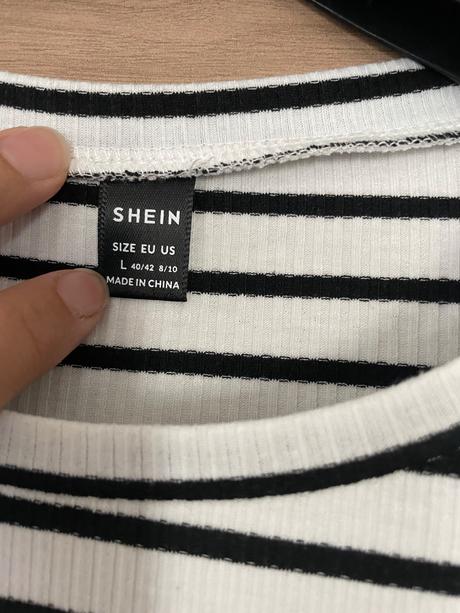 SHEIN
SIZE EU US
L 40/42 8/10
MADE IN CHINA